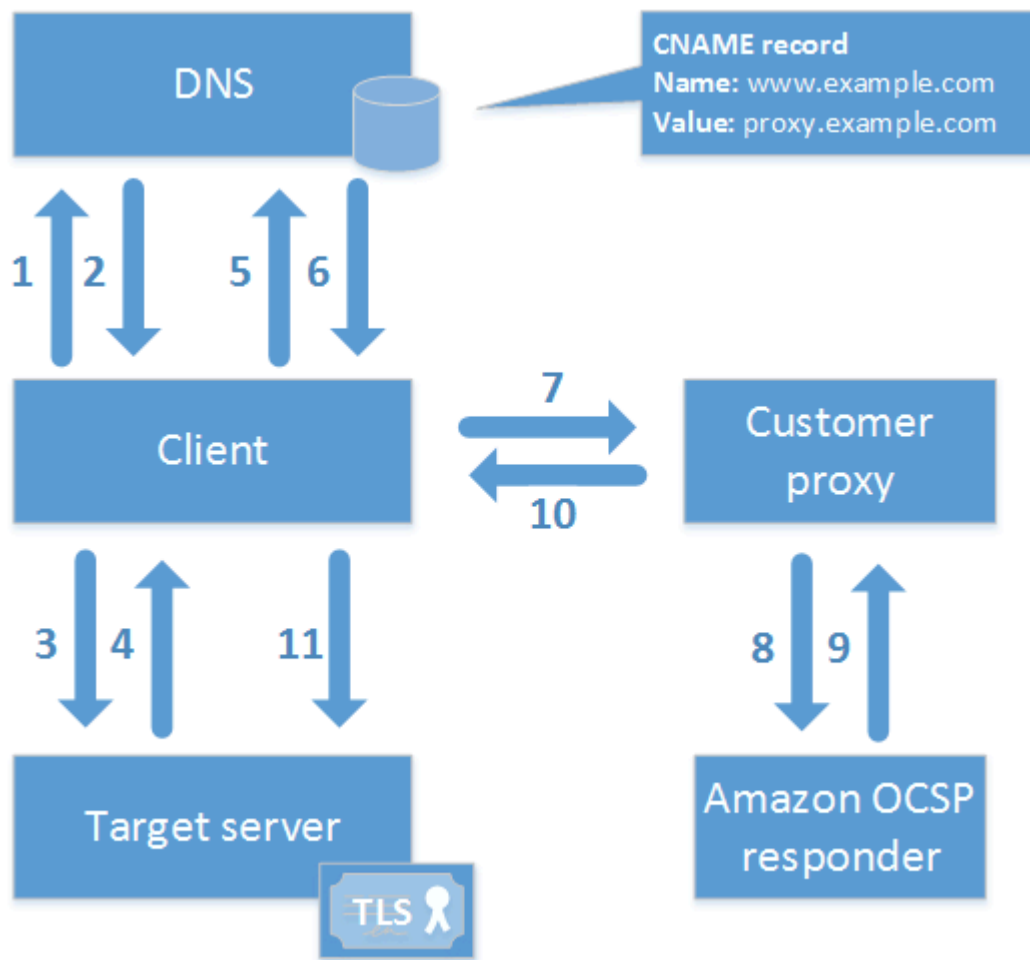 DNS
CNAME record
Name: www.example.com
Value: proxy.example.com
1
2
5
6
Client
7
10
Customer
proxy
3
4
11
8
9
Target server
TLS
Amazon OCSP
responder